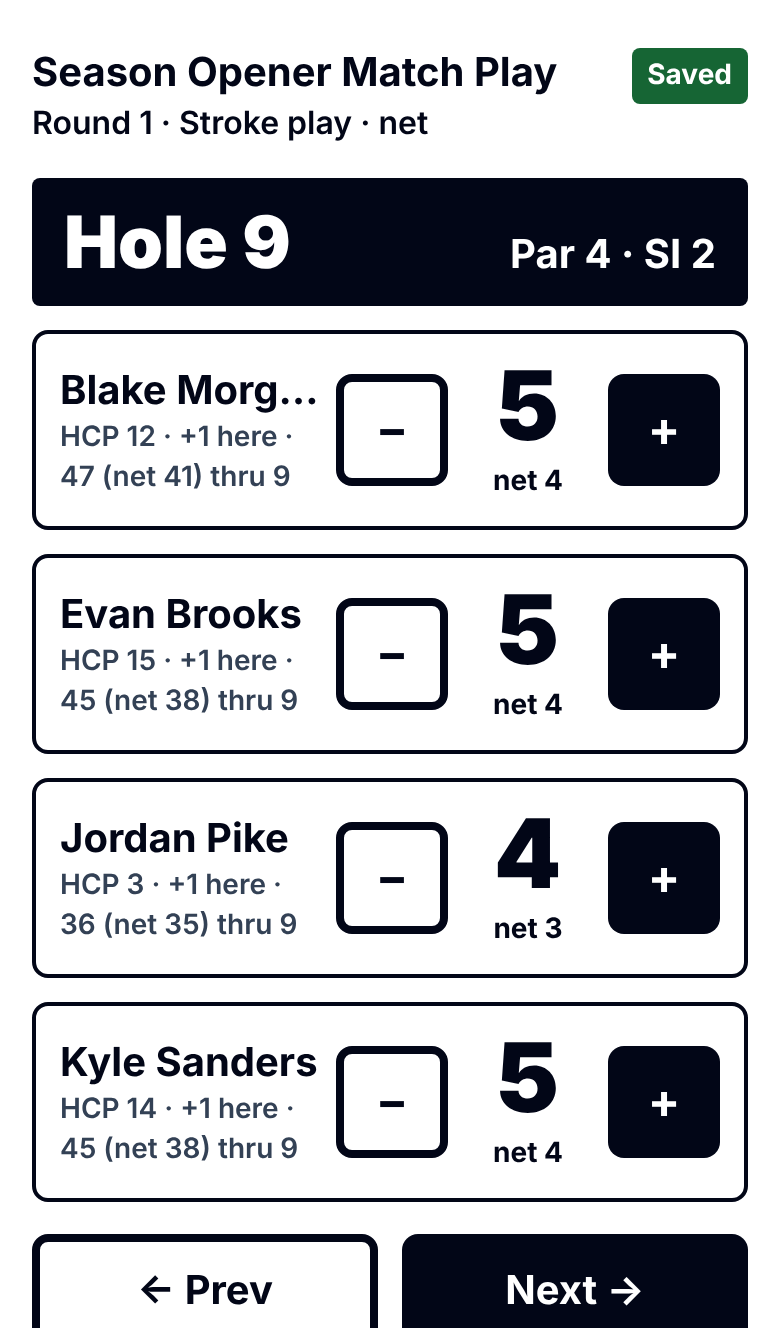 Season Opener Match Play
Saved
Round 1 · Stroke play · net
Hole 9
Par 4 · SI 2
Blake Morg...
HCP 12 · +1 here ·
47 (net 41) thru 9
−
5
net 4
+
Evan Brooks
HCP 15 · +1 here ·
45 (net 38) thru 9
−
5
net 4
+
Jordan Pike
HCP 3 · +1 here ·
36 (net 35) thru 9
−
4
net 3
+
Kyle Sanders
HCP 14 · +1 here ·
45 (net 38) thru 9
−
5
net 4
+
← Prev
Next →